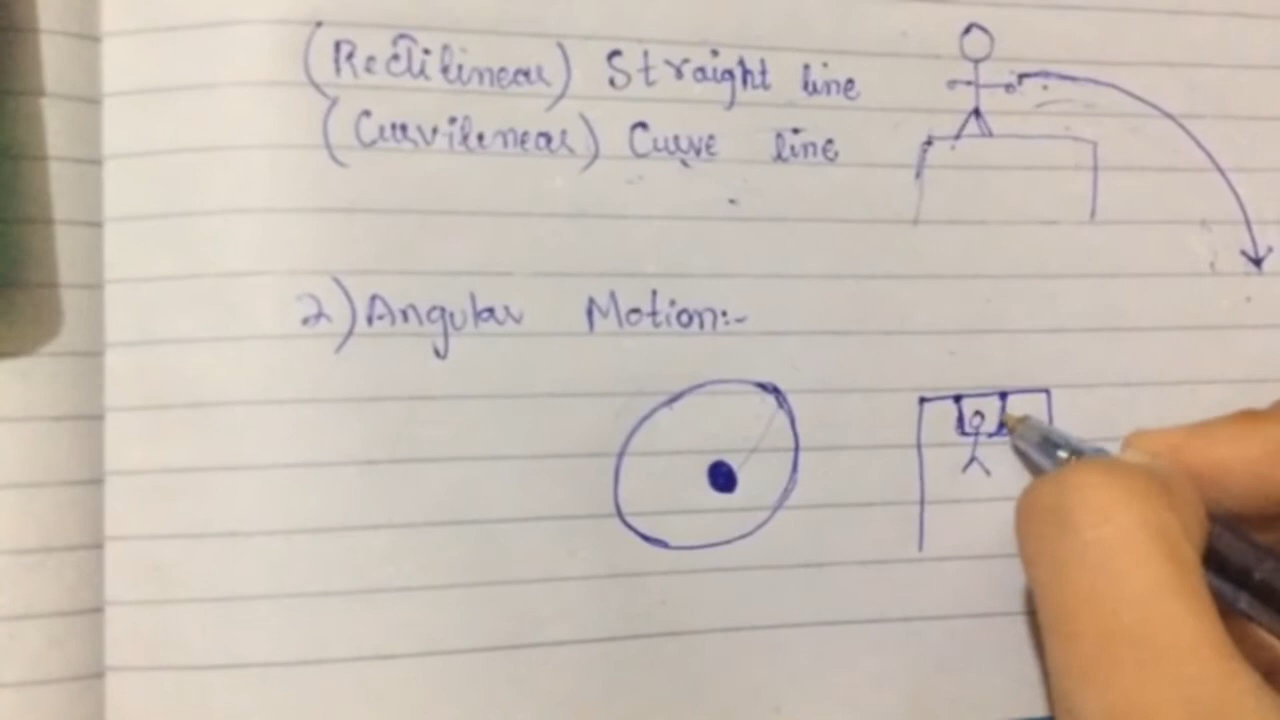 (Rectilinear) Straight line
(Curvilinear) Curve line
2) Angular Motion:-